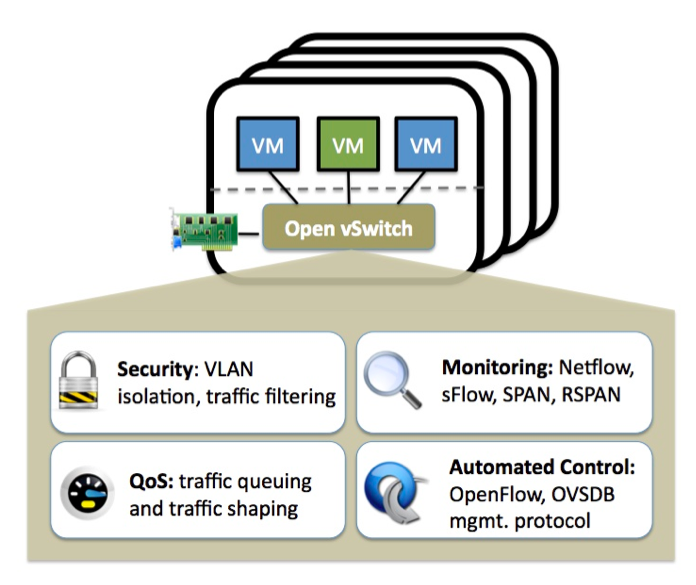 VM VM VM
Open vSwitch
Security: VLAN
isolation, traffic filtering
Monitoring: Netflow,
sFlow, SPAN, RSPAN
QoS: traffic queuing
and traffic shaping
Automated Control:
OpenFlow, OVSDB
mgmt. protocol